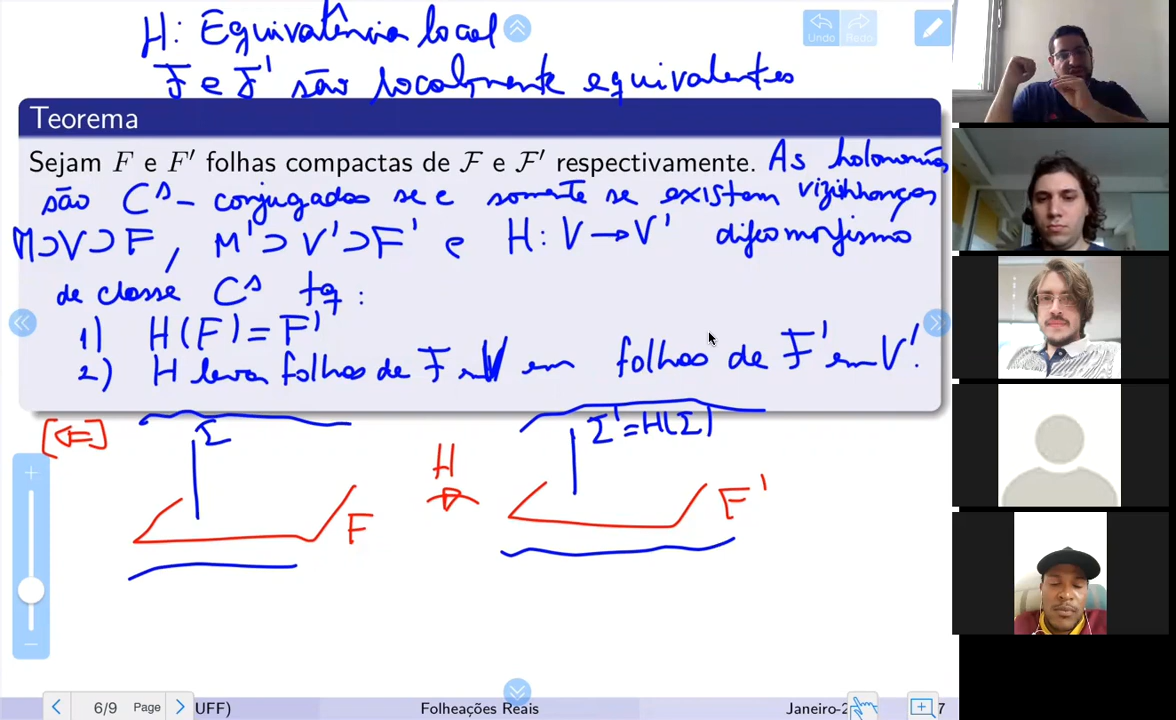 H: Equivalência local
F e F' são localmente equivalentes
Undo
Redo
Teorema
Sejam F e F′ folhas compactas de ℱ e ℱ′ respectivamente. As holonomias
são C^s - conjugadas se e somente se existem vizinhanças
M⊃V⊃F, M'⊃V'⊃F' e H: V→V' difeomorfismo
de classe C^s tq:
1) H(F)=F'
2) H leva folhas de F em V em folhas de F' em V'.
[⇐]
Σ
Σ'=H(Σ)
H
F
F'
6/9
Page
UFF)
Folheações Reais
Janeiro-2
7